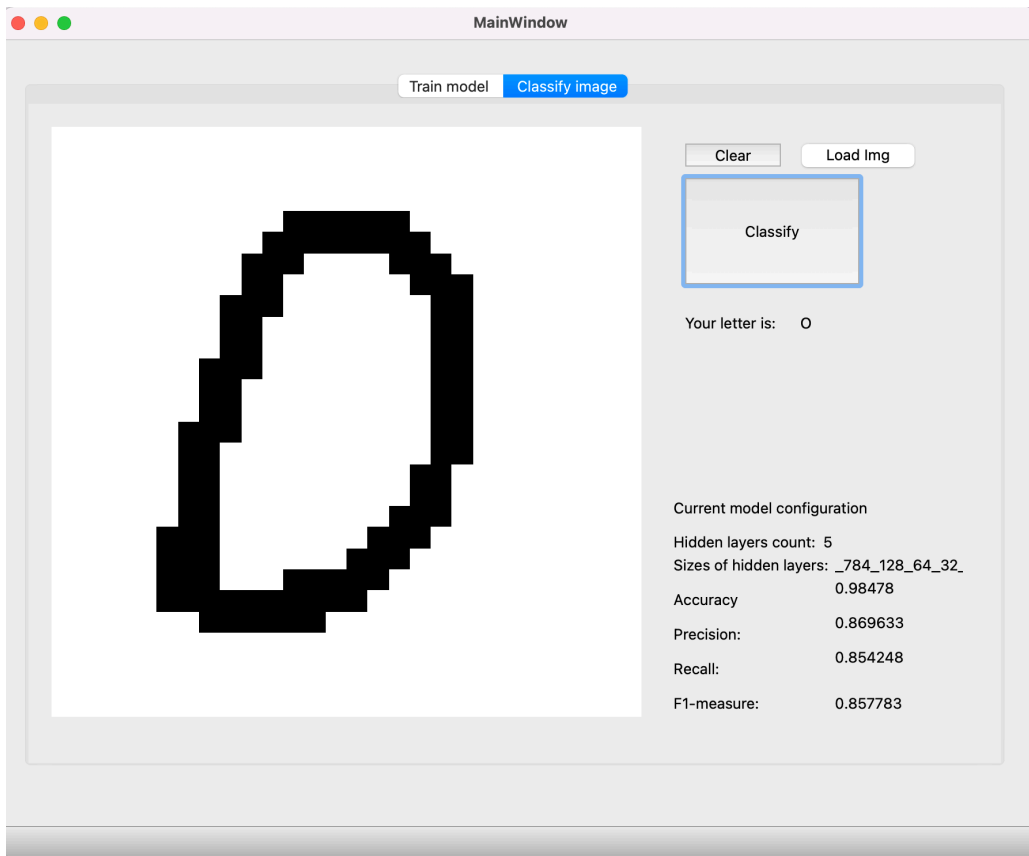 MainWindow
Train model Classify image
Clear Load Img
Classify
Your letter is: O
Current model configuration
Hidden layers count: 5
Sizes of hidden layers: _784_128_64_32_
Accuracy 0.98478
Precision: 0.869633
Recall: 0.854248
F1-measure: 0.857783